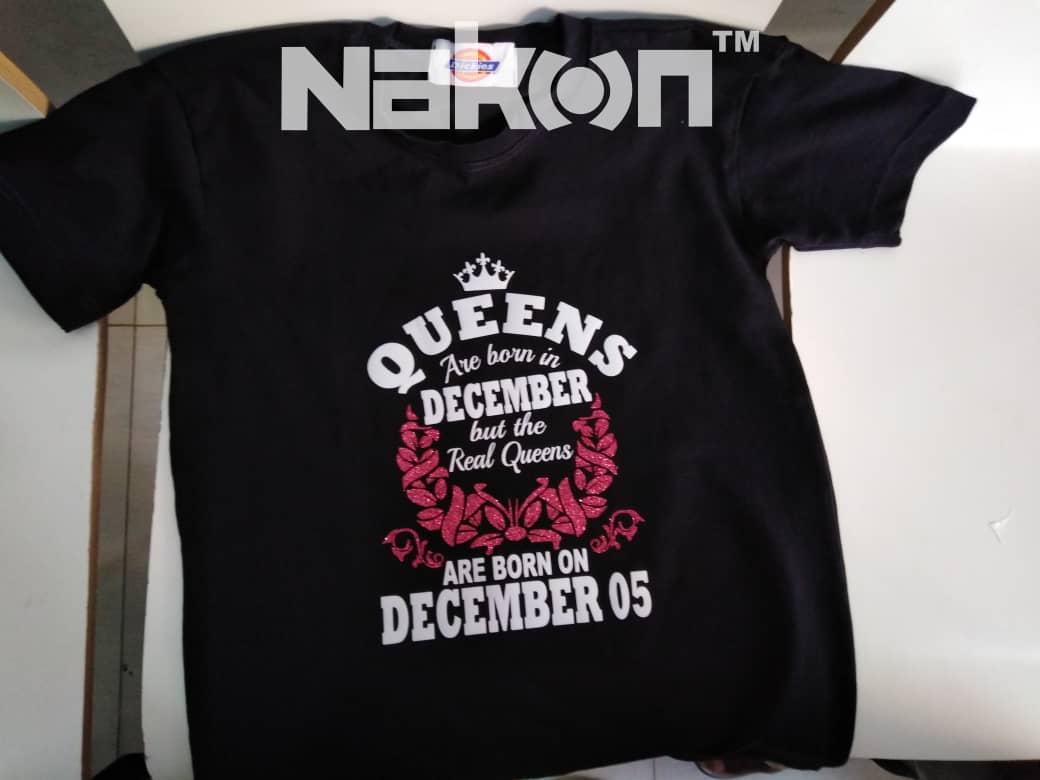 Nakon™
Dickies
QUEENS
Are born in
DECEMBER
but the
Real Queens
ARE BORN ON
DECEMBER 05